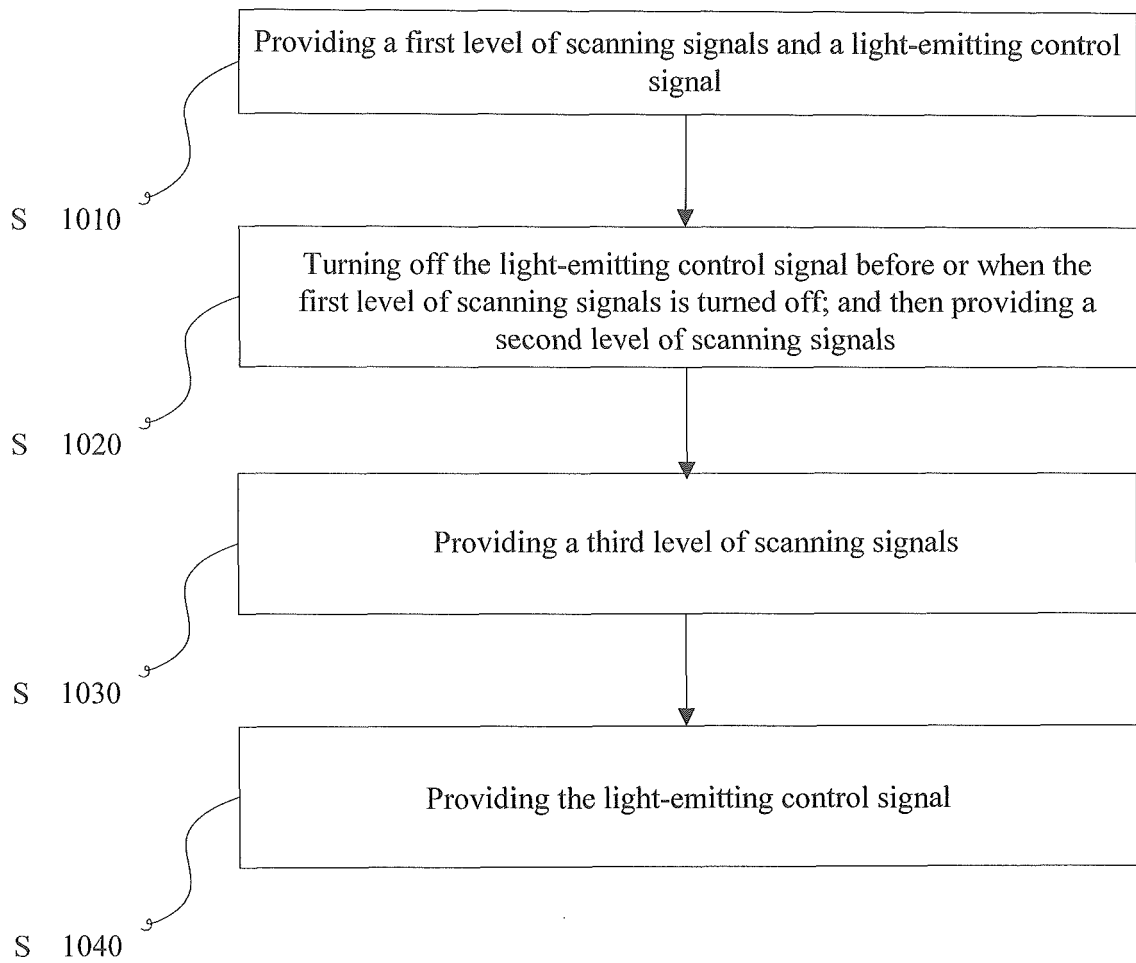 Providing a first level of scanning signals and a light-emitting control
signal
S 1010
Turning off the light-emitting control signal before or when the
first level of scanning signals is turned off; and then providing a
second level of scanning signals
S 1020
Providing a third level of scanning signals
S 1030
Providing the light-emitting control signal
S 1040